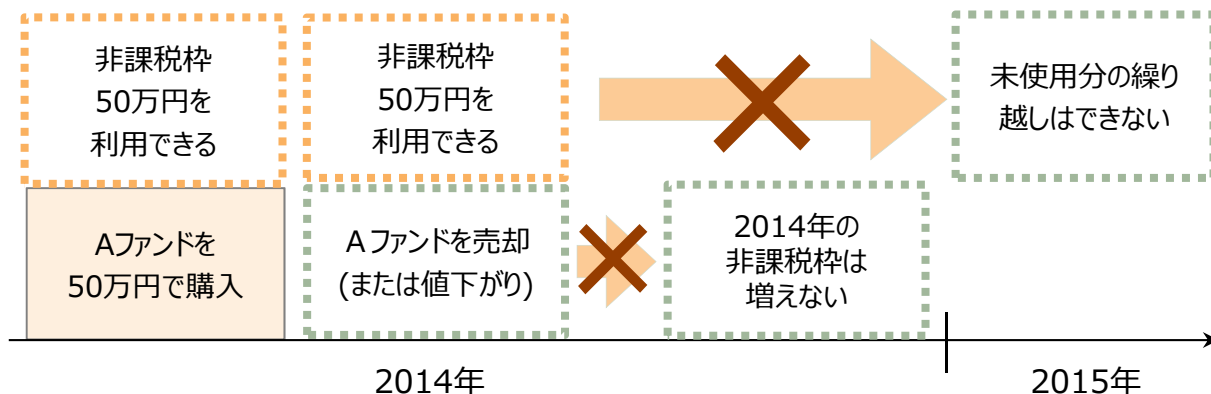 非課税枠
50万円を
利用できる
非課税枠
50万円を
利用できる
未使用分の繰り
越しはできない
Aファンドを
50万円で購入
Aファンドを売却
(または値下がり)
2014年の
非課税枠は
増えない
2014年
2015年